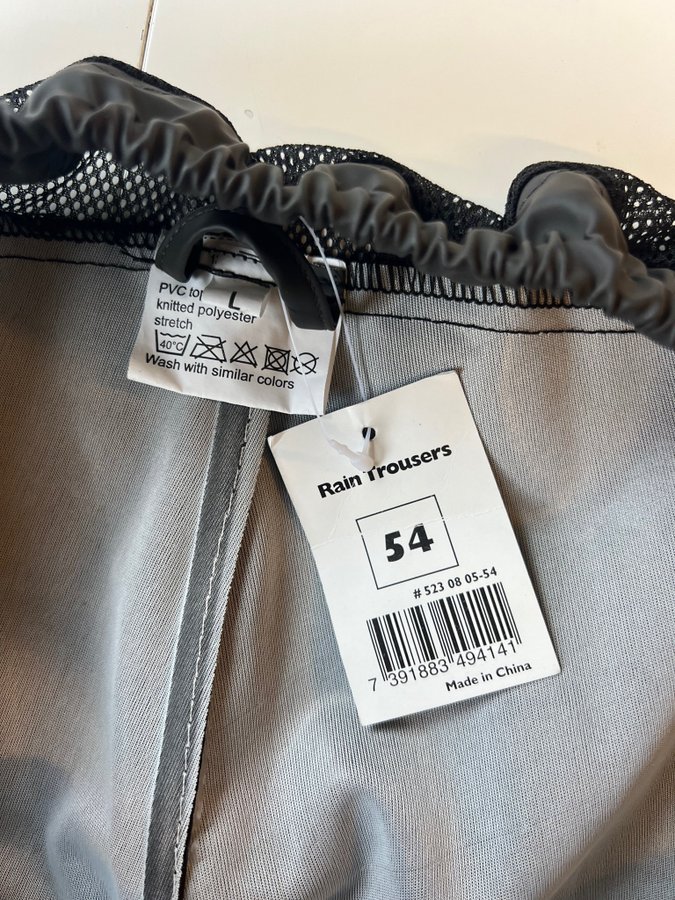 L
PVC
knitted polyester
stretch
40°C
Wash with similar colors
Rain Trousers
54
# 523 08 05-54
7 391883 494141
Made in China